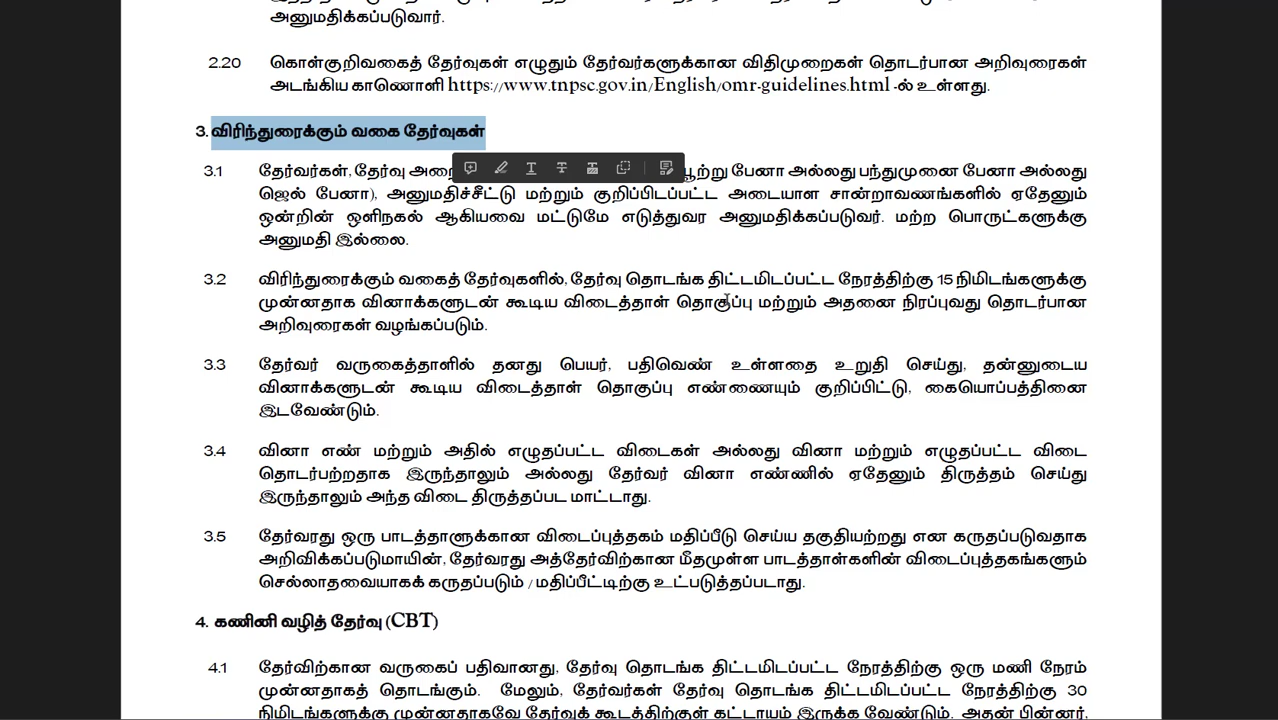 அனுமதிக்கப்படுவார்.
2.20 கொள்குறிவகைத் தேர்வுகள் எழுதும் தேர்வர்களுக்கான விதிமுறைகள் தொடர்பான அறிவுரைகள்
அடங்கிய காணொளி https://www.tnpsc.gov.in/English/omr-guidelines.html -ல் உள்ளது.
3. விரிந்துரைக்கும் வகை தேர்வுகள்
3.1 தேர்வர்கள், தேர்வு பேனா அல்லது பந்துமுனை பேனா அல்லது
ஜெல் பேனா), அனுமதிச்சீட்டு மற்றும் குறிப்பிடப்பட்ட அடையாள சான்றாவணங்களில் ஏதேனும்
ஒன்றின் ஒளிநகல் ஆகியவை மட்டுமே எடுத்துவர அனுமதிக்கப்படுவர். மற்ற பொருட்களுக்கு
அனுமதி இல்லை.
3.2 விரிந்துரைக்கும் வகைத் தேர்வுகளில், தேர்வு தொடங்க திட்டமிடப்பட்ட நேரத்திற்கு 15 நிமிடங்களுக்கு
முன்னதாக வினாக்களுடன் கூடிய விடைத்தாள் தொகுப்பு மற்றும் அதனை நிரப்புவது தொடர்பான
அறிவுரைகள் வழங்கப்படும்.
3.3 தேர்வர் வருகைத்தாளில் தனது பெயர், பதிவெண் உள்ளதை உறுதி செய்து, தன்னுடைய
வினாக்களுடன் கூடிய விடைத்தாள் தொகுப்பு எண்ணையும் குறிப்பிட்டு, கையொப்பத்தினை
இடவேண்டும்.
3.4 வினா எண் மற்றும் அதில் எழுதப்பட்ட விடைகள் அல்லது வினா மற்றும் எழுதப்பட்ட விடை
தொடர்பற்றதாக இருந்தாலும் அல்லது தேர்வர் வினா எண்ணில் ஏதேனும் திருத்தம் செய்து
இருந்தாலும் அந்த விடை திருத்தப்பட மாட்டாது.
3.5 தேர்வரது ஒரு பாடத்தாளுக்கான விடைப்புத்தகம் மதிப்பீடு செய்ய தகுதியற்றது என கருதப்படுவதாக
அறிவிக்கப்படுமாயின், தேர்வரது அத்தேர்விற்கான மீதமுள்ள பாடத்தாள்களின் விடைப்புத்தகங்களும்
செல்லாதவையாகக் கருதப்படும் / மதிப்பீட்டிற்கு உட்படுத்தப்படாது.
4. கணினி வழித் தேர்வு (CBT)
4.1 தேர்விற்கான வருகைப் பதிவானது, தேர்வு தொடங்க திட்டமிடப்பட்ட நேரத்திற்கு ஒரு மணி நேரம்
முன்னதாகத் தொடங்கும். மேலும், தேர்வர்கள் தேர்வு தொடங்க திட்டமிடப்பட்ட நேரத்திற்கு 30
நிமிடங்களுக்கு முன்னதாகவே தேர்வுக் கூடத்திற்குள் கட்டாயம் இருக்க வேண்டும். அதன் பின்னர்,